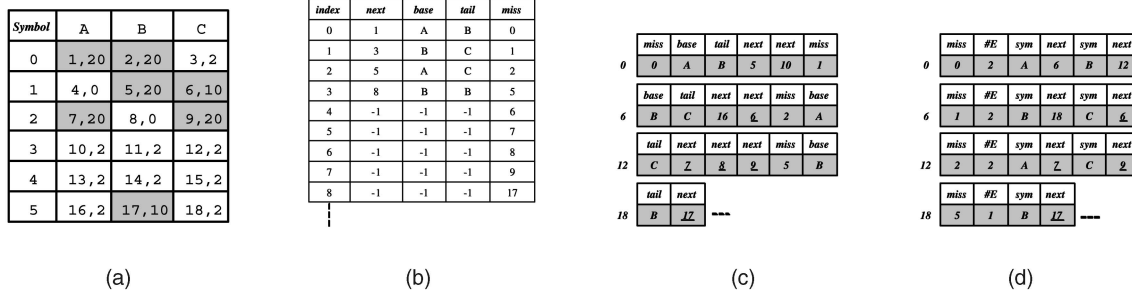 Symbol A B C
0 1,20 2,20 3,2
1 4,0 5,20 6,10
2 7,20 8,0 9,20
3 10,2 11,2 12,2
4 13,2 14,2 15,2
5 16,2 17,10 18,2
(a)
index next base tail miss
0 1 A B 0
1 3 B C 1
2 5 A C 2
3 8 B B 5
4 -1 -1 -1 6
5 -1 -1 -1 7
6 -1 -1 -1 8
7 -1 -1 -1 9
8 -1 -1 -1 17
(b)
miss base tail next next miss
0 0 A B 5 10 1
base tail next next miss base
6 B C 16 6 2 A
tail next next next miss base
12 C 7 8 9 5 B
tail next
18 B 17 ---
(c)
miss #E sym next sym next
0 0 2 A 6 B 12
miss #E sym next sym next
6 1 2 B 18 C 6
miss #E sym next sym next
12 2 2 A 7 C 9
miss #E sym next
18 5 1 B 17 ---
(d)